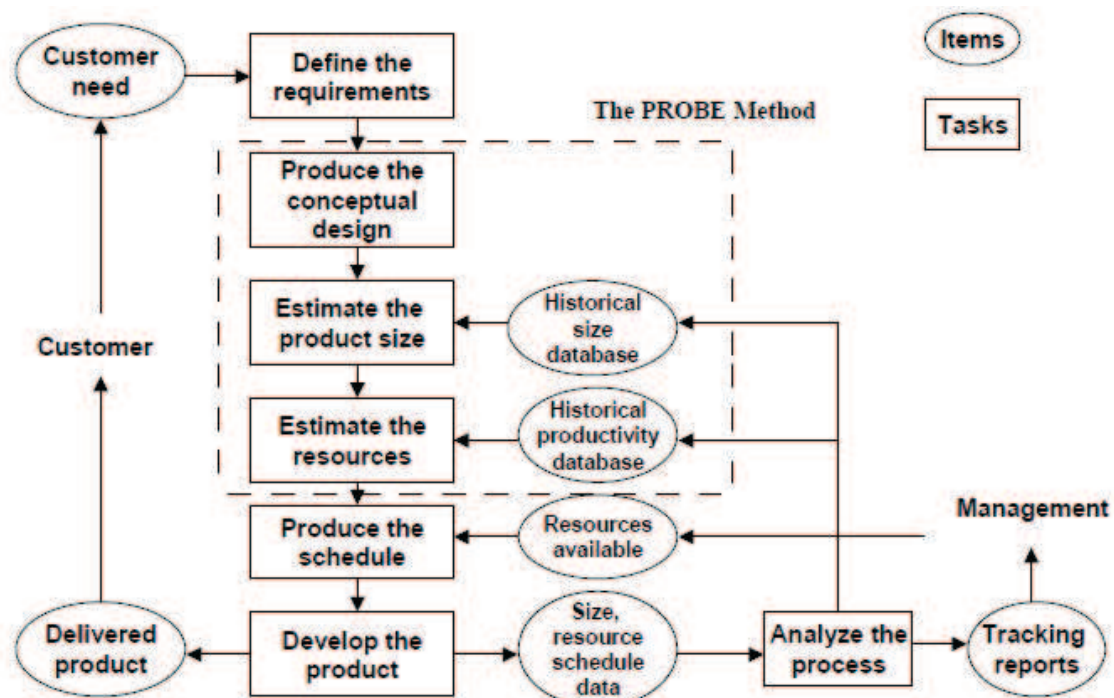 Customer
need
Define the
requirements
Items
The PROBE Method
Tasks
Produce the
conceptual
design
Estimate the
product size
Historical
size
database
Customer
Estimate the
resources
Historical
productivity
database
Produce the
schedule
Resources
available
Management
Delivered
product
Develop the
product
Size,
resource
schedule
data
Analyze the
process
Tracking
reports